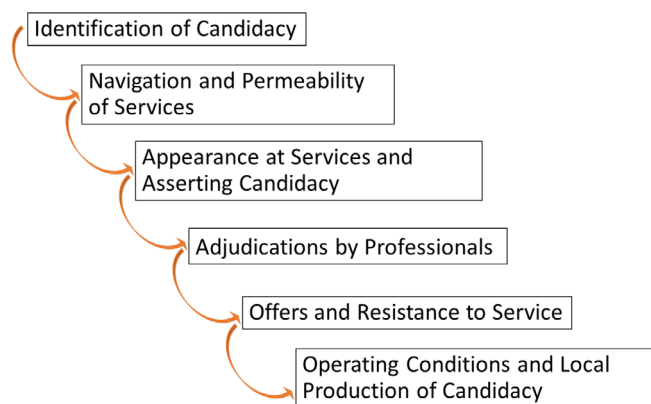 Identification of Candidacy
Navigation and Permeability
of Services
Appearance at Services and
Asserting Candidacy
Adjudications by Professionals
Offers and Resistance to Service
Operating Conditions and Local
Production of Candidacy